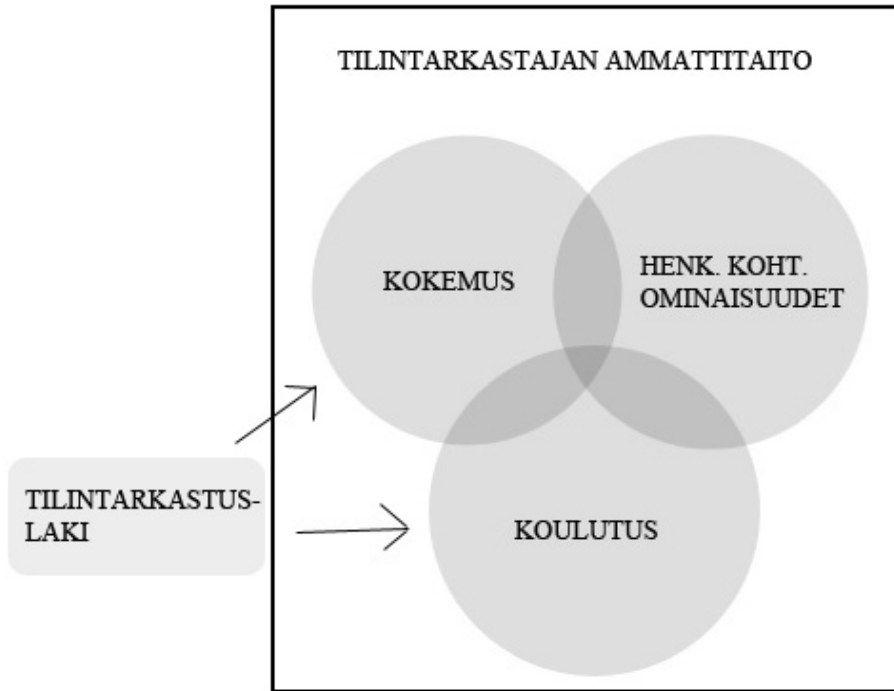 TILINTARKASTAJAN AMMATTITAITO
KOKEMUS
HENK. KOHT.
OMINAISUUDET
TILINTARKASTUS-
LAKI
KOULUTUS